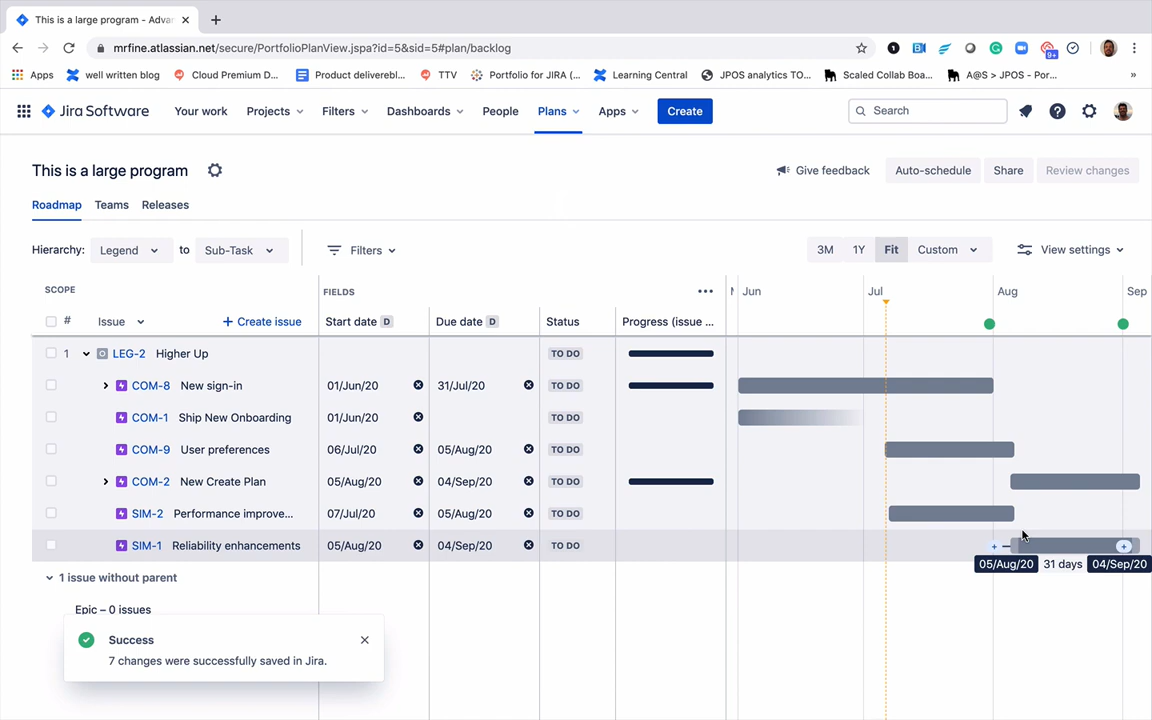 This is a large program - Adva
mrfine.atlassian.net/secure/PortfolioPlanView.jspa?id=5&sid=5#plan/backlog
9+
Apps well written blog Cloud Premium D... Product deliverebl... TTV Portfolio for JIRA (... Learning Central JPOS analytics TO... Scaled Collab Boa... A@S > JPOS - Por... »
Jira Software Your work Projects Filters Dashboards People Plans Apps Create Search
This is a large program Give feedback Auto-schedule Share Review changes
Roadmap Teams Releases
Hierarchy: Legend to Sub-Task Filters 3M 1Y Fit Custom View settings
SCOPE FIELDS ... Jun Jul Aug Sep
# Issue + Create issue Start date D Due date D Status Progress (issue ...
1 LEG-2 Higher Up TO DO
COM-8 New sign-in 01/Jun/20 31/Jul/20 TO DO
COM-1 Ship New Onboarding 01/Jun/20 TO DO
COM-9 User preferences 06/Jul/20 05/Aug/20 TO DO
COM-2 New Create Plan 05/Aug/20 04/Sep/20 TO DO
SIM-2 Performance improve... 07/Jul/20 05/Aug/20 TO DO
SIM-1 Reliability enhancements 05/Aug/20 04/Sep/20 TO DO
05/Aug/20 31 days 04/Sep/20
1 issue without parent
Epic – 0 issues
Success
7 changes were successfully saved in Jira.